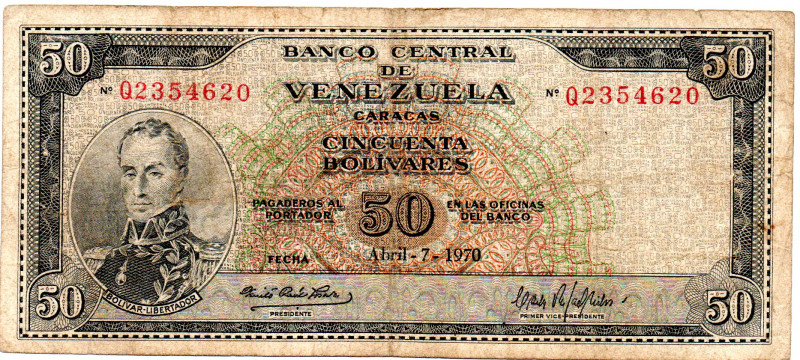 50 50
BANCO CENTRAL
DE
VENEZUELA
Nº Q2354620 Nº Q2354620
CARACAS
CINCUENTA
BOLÍVARES
PAGADEROS AL
PORTADOR
50
EN LAS OFICINAS
DEL BANCO
FECHA Abril-7-1970
BOLIVAR-LIBERTADOR
PRESIDENTE
PRIMER VICE-PRESIDENTE
50 50